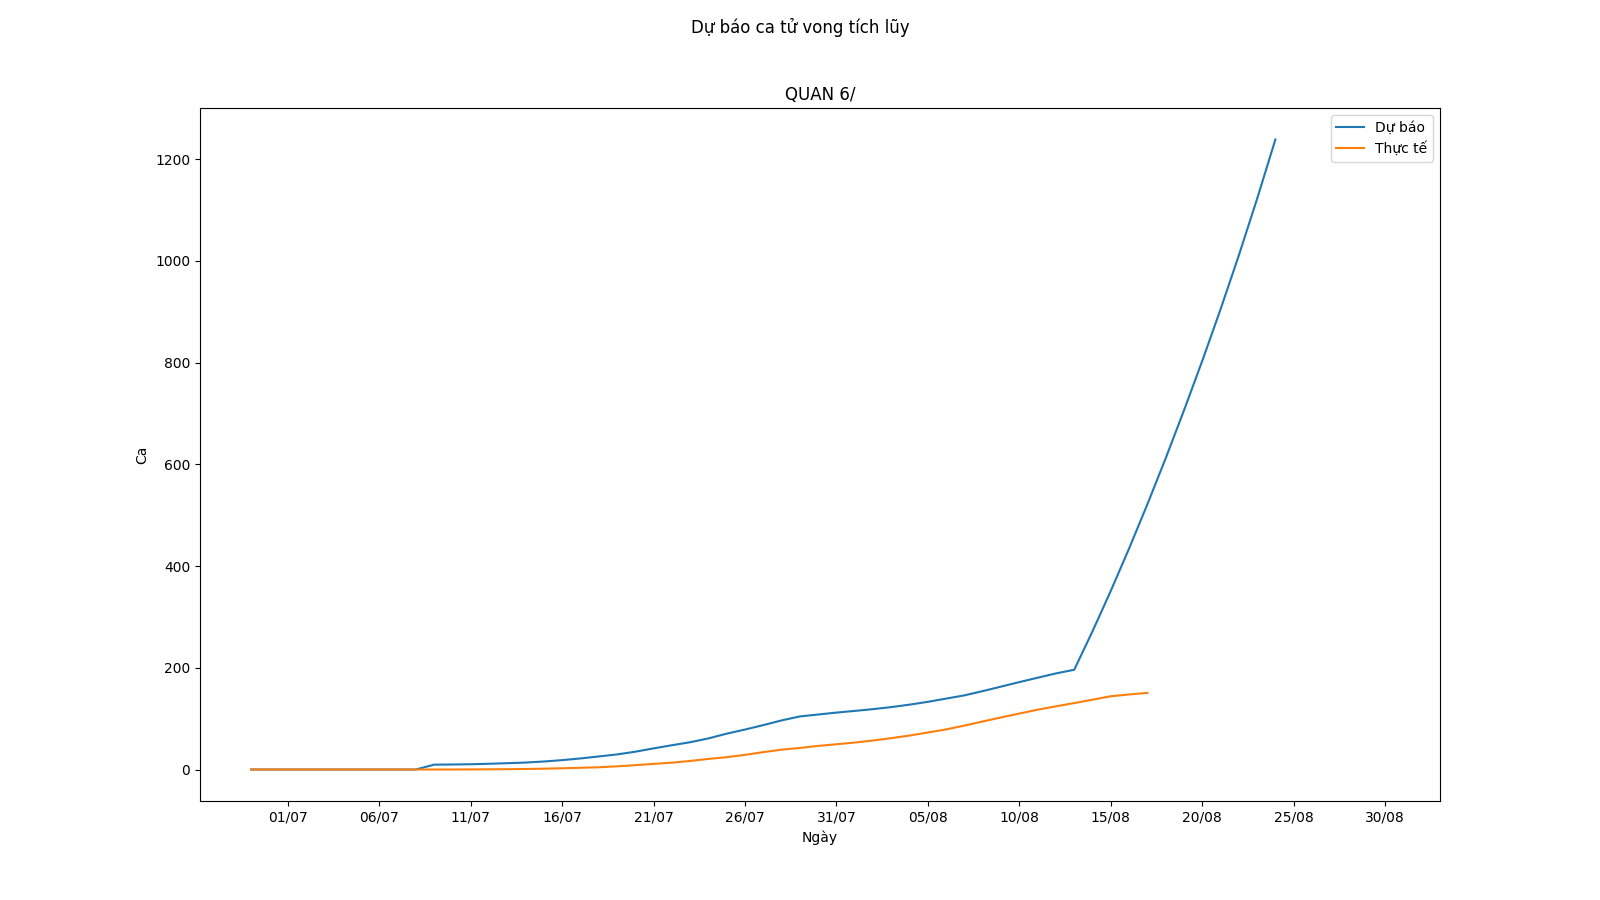 Dự báo ca tử vong tích lũy
QUAN 6/
Dự báo
Thực tế
1200
1000
800
600
400
200
0
Ca
01/07 06/07 11/07 16/07 21/07 26/07 31/07 05/08 10/08 15/08 20/08 25/08 30/08
Ngày